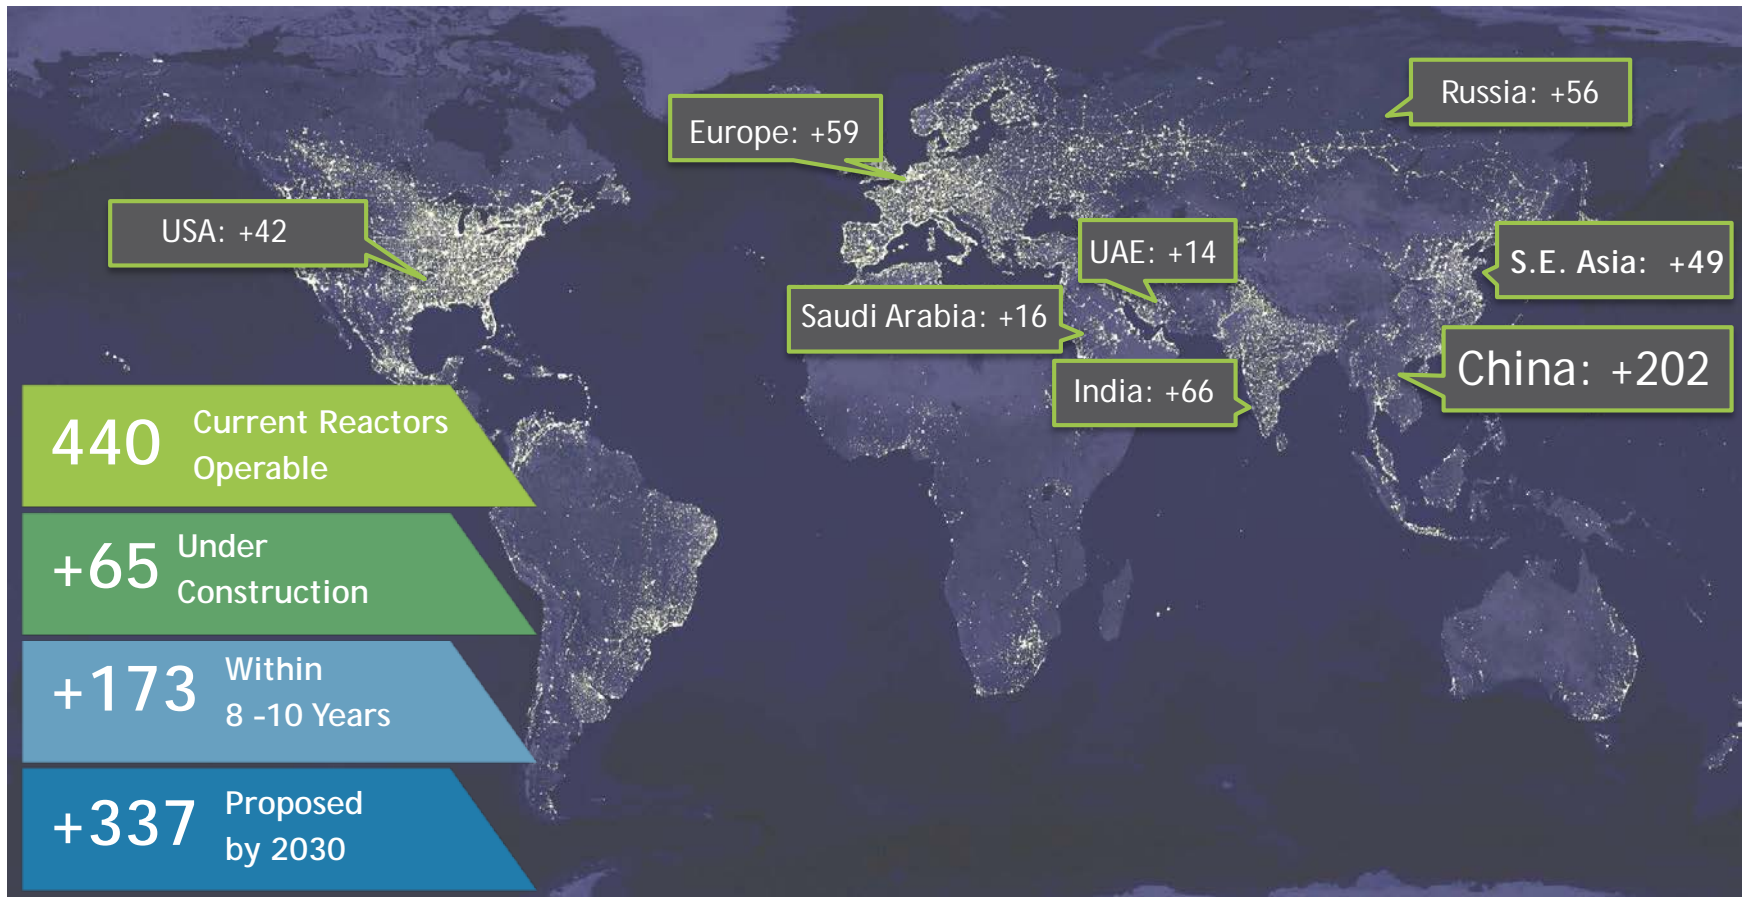 Russia: +56
Europe: +59
USA: +42
UAE: +14
S.E. Asia: +49
Saudi Arabia: +16
China: +202
India: +66
440 Current Reactors
Operable
+65 Under
Construction
+173 Within
8 -10 Years
+337 Proposed
by 2030